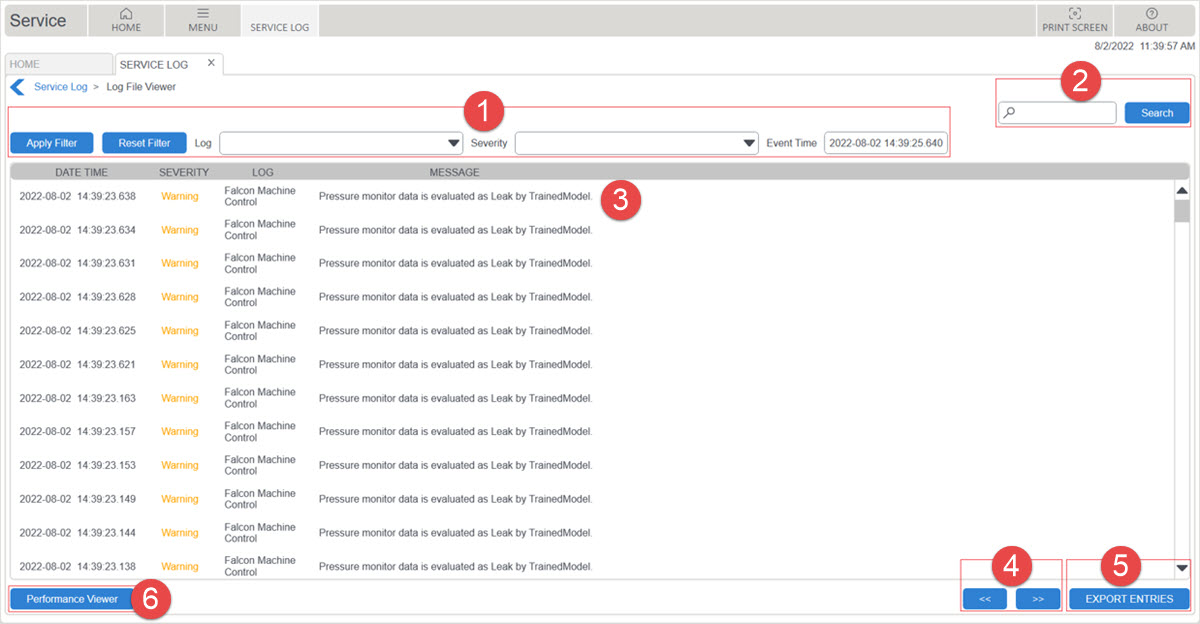 Service
HOME
MENU
SERVICE LOG
PRINT SCREEN
ABOUT
8/2/2022 11:39:57 AM
HOME
SERVICE LOG X
Service Log > Log File Viewer
1
2
Search
Apply Filter
Reset Filter
Log
Severity
Event Time
2022-08-02 14:39:25.640
DATE TIME SEVERITY LOG MESSAGE
2022-08-02 14:39:23.638 Warning Falcon Machine Control Pressure monitor data is evaluated as Leak by TrainedModel.
3
2022-08-02 14:39:23.634 Warning Falcon Machine Control Pressure monitor data is evaluated as Leak by TrainedModel.
2022-08-02 14:39:23.631 Warning Falcon Machine Control Pressure monitor data is evaluated as Leak by TrainedModel.
2022-08-02 14:39:23.628 Warning Falcon Machine Control Pressure monitor data is evaluated as Leak by TrainedModel.
2022-08-02 14:39:23.625 Warning Falcon Machine Control Pressure monitor data is evaluated as Leak by TrainedModel.
2022-08-02 14:39:23.621 Warning Falcon Machine Control Pressure monitor data is evaluated as Leak by TrainedModel.
2022-08-02 14:39:23.163 Warning Falcon Machine Control Pressure monitor data is evaluated as Leak by TrainedModel.
2022-08-02 14:39:23.157 Warning Falcon Machine Control Pressure monitor data is evaluated as Leak by TrainedModel.
2022-08-02 14:39:23.153 Warning Falcon Machine Control Pressure monitor data is evaluated as Leak by TrainedModel.
2022-08-02 14:39:23.149 Warning Falcon Machine Control Pressure monitor data is evaluated as Leak by TrainedModel.
2022-08-02 14:39:23.144 Warning Falcon Machine Control Pressure monitor data is evaluated as Leak by TrainedModel.
2022-08-02 14:39:23.138 Warning Falcon Machine Control Pressure monitor data is evaluated as Leak by TrainedModel.
4
5
Performance Viewer
6
<<
>>
EXPORT ENTRIES